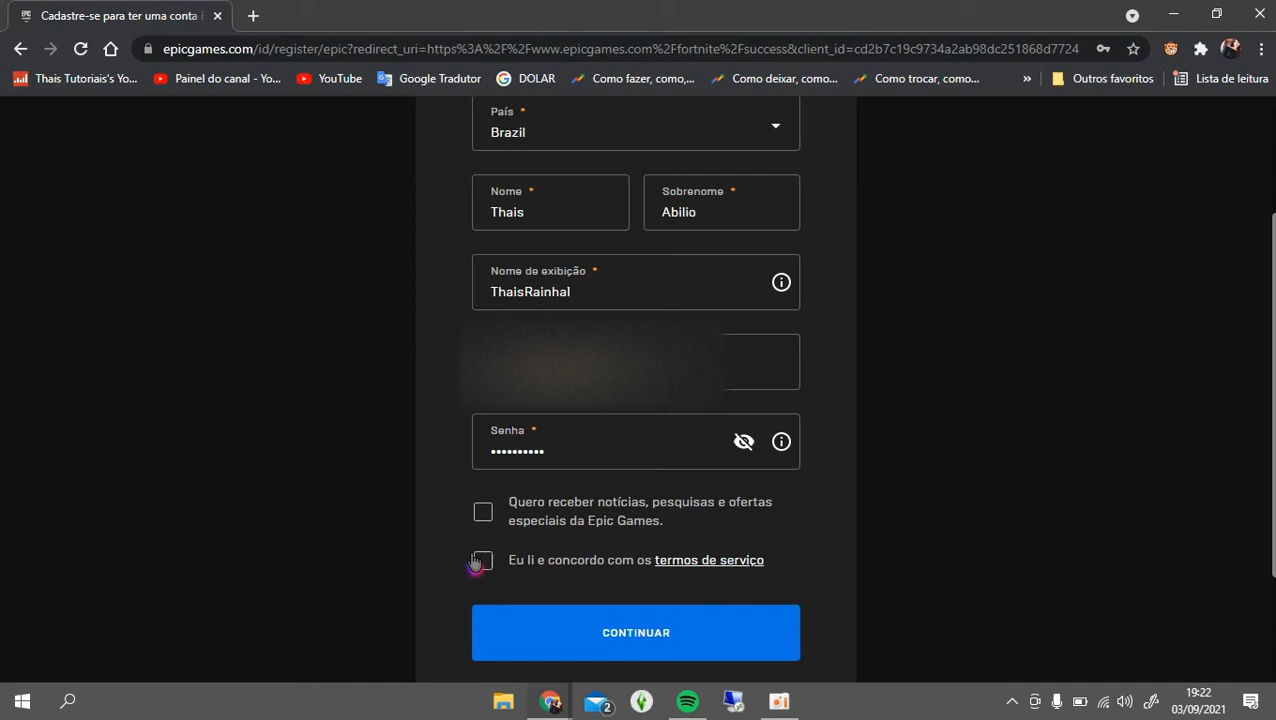 Cadastre-se para ter uma conta E
epicgames.com/id/register/epic?redirect_uri=https%3A%2F%2Fwww.epicgames.com%2Ffortnite%2Fsuccess&client_id=cd2b7c19c9734a2ab98dc251868d7724
Thais Tutoriais's Yo... Painel do canal - Yo... YouTube Google Tradutor DOLAR Como fazer, como,... Como deixar, como... Como trocar, como... » Outros favoritos Lista de leitura
País *
Brazil
Nome * Sobrenome *
Thais Abilio
Nome de exibição *
ThaisRainhal
Senha *
••••••••••
Quero receber notícias, pesquisas e ofertas
especiais da Epic Games.
Eu li e concordo com os termos de serviço
CONTINUAR
2
19:22
03/09/2021